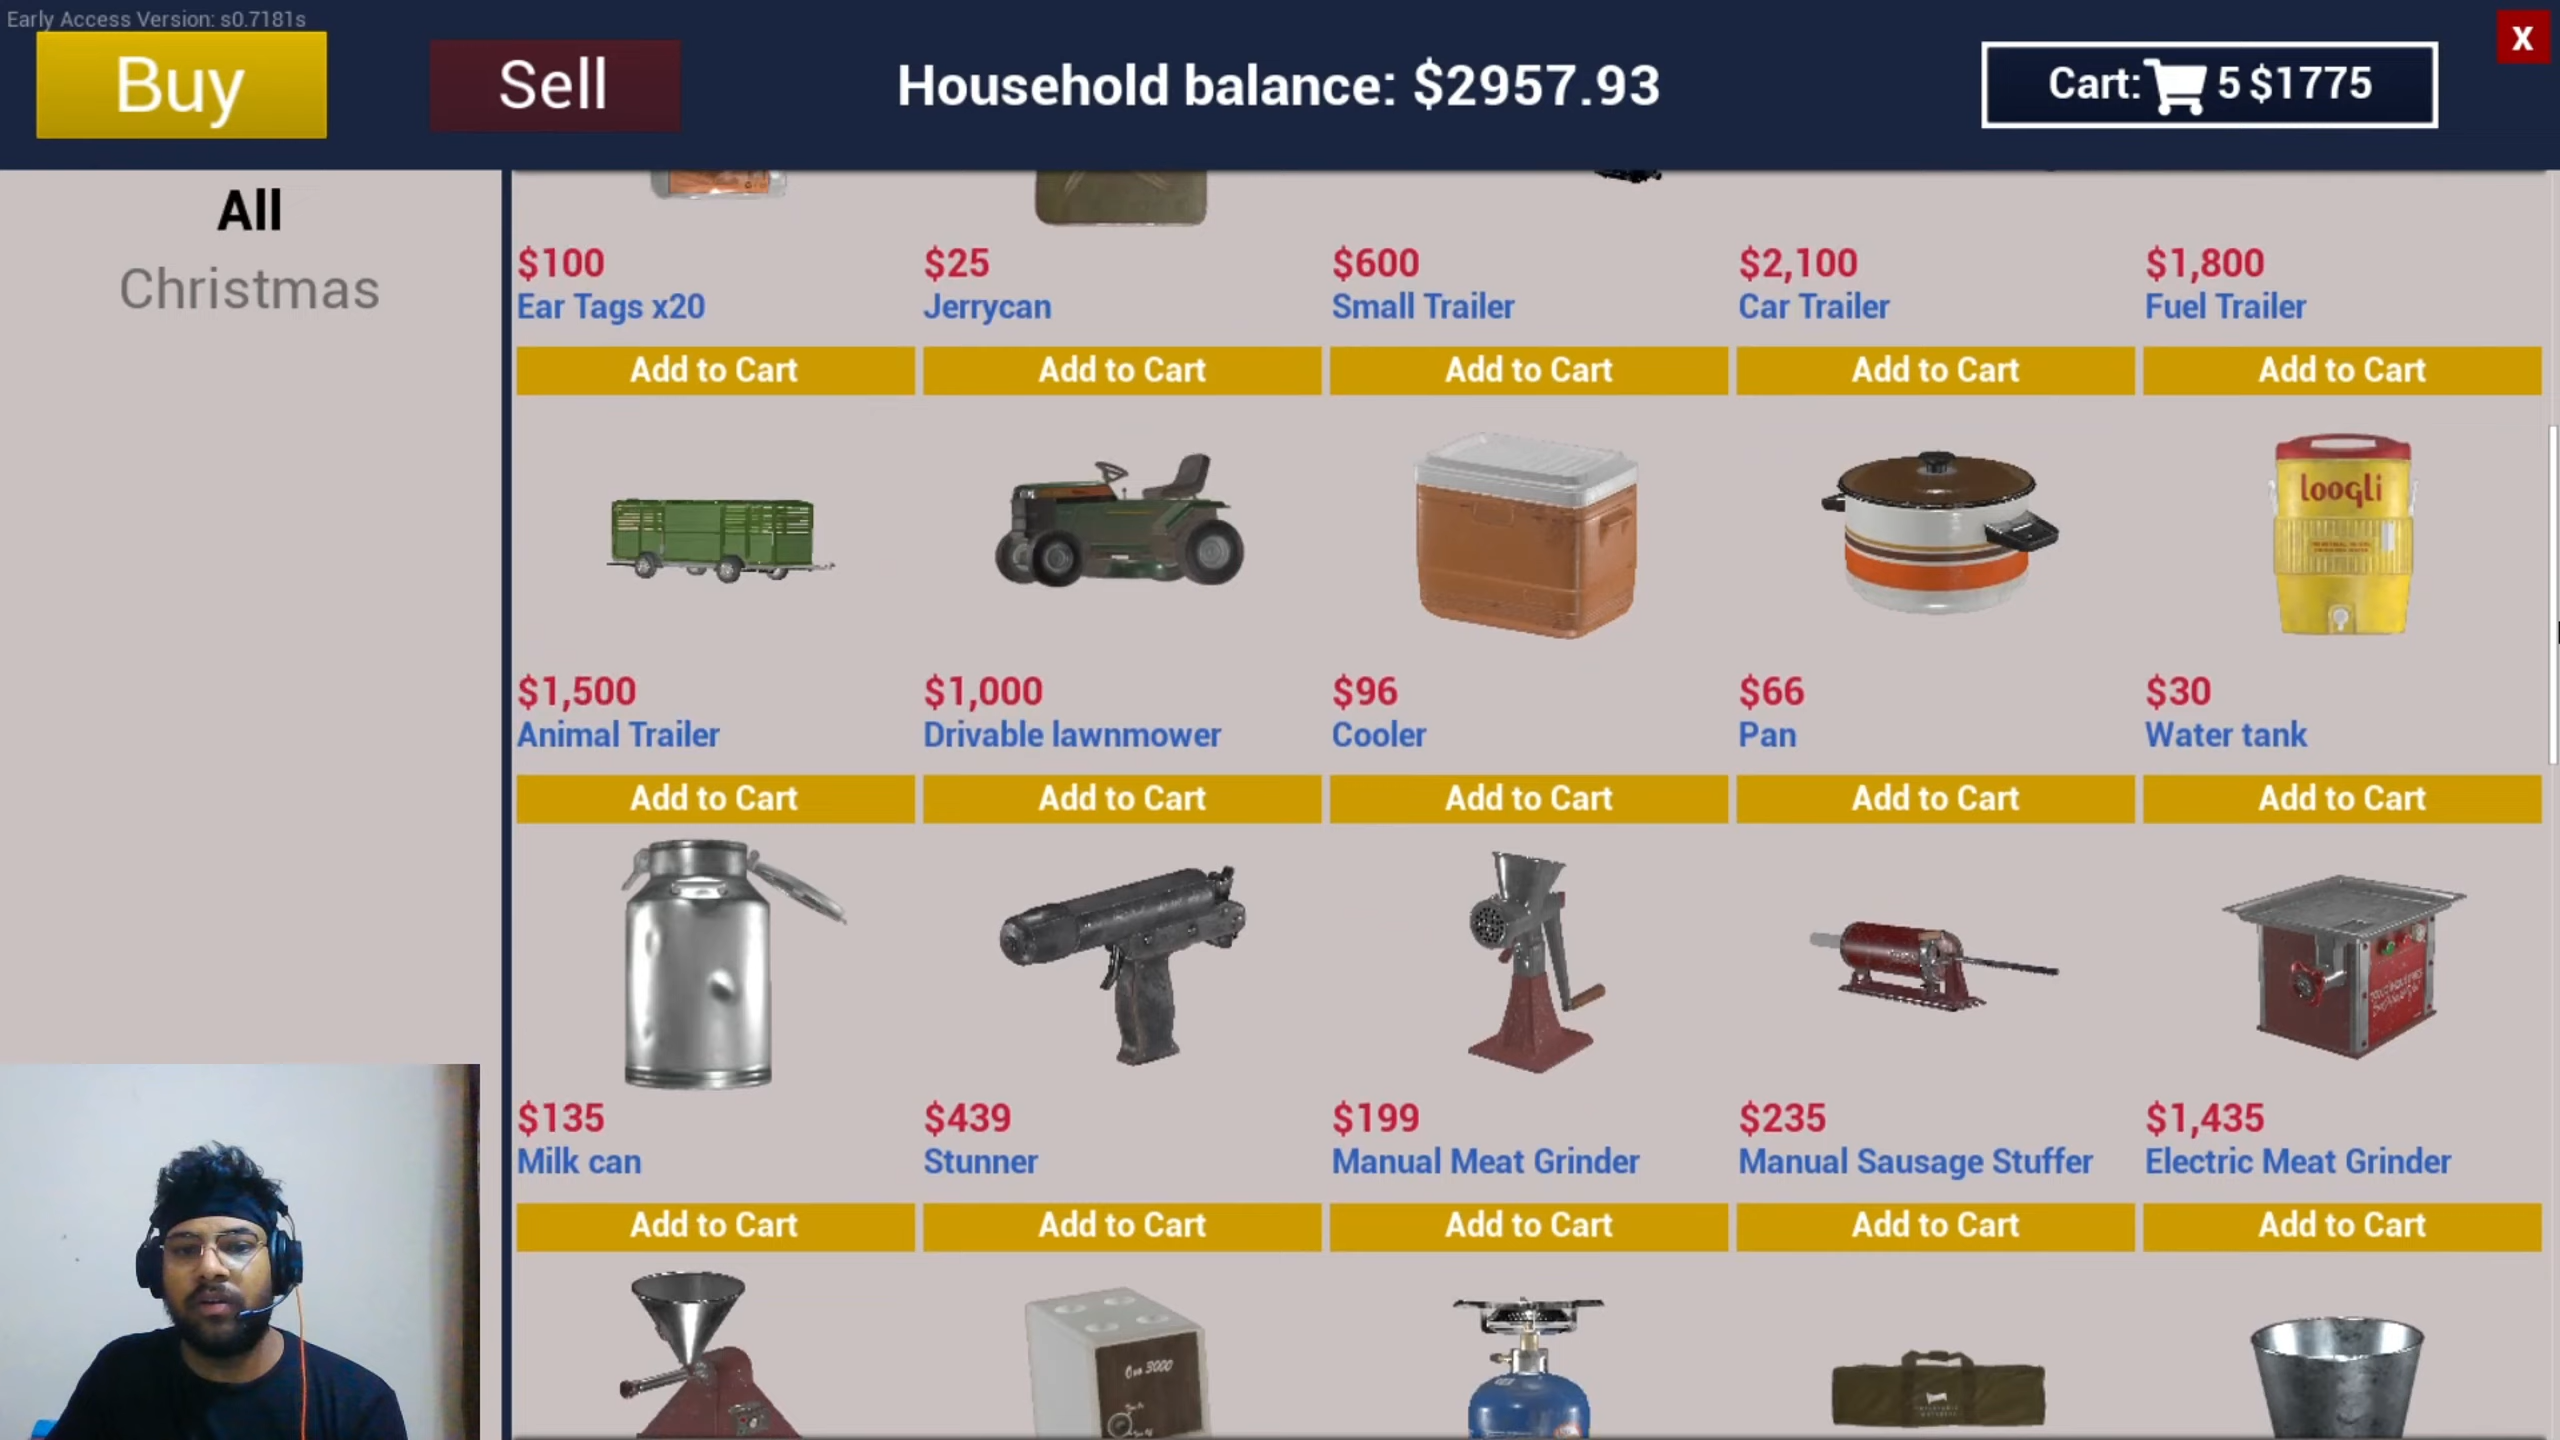 Early Access Version: s0.7181s
Buy
Sell
Household balance: $2957.93
Cart: 5 $1775
X
All
Christmas
$100
Ear Tags x20
Add to Cart
$25
Jerrycan
Add to Cart
$600
Small Trailer
Add to Cart
$2,100
Car Trailer
Add to Cart
$1,800
Fuel Trailer
Add to Cart
$1,500
Animal Trailer
Add to Cart
$1,000
Drivable lawnmower
Add to Cart
$96
Cooler
Add to Cart
$66
Pan
Add to Cart
loogli
$30
Water tank
Add to Cart
$135
Milk can
Add to Cart
$439
Stunner
Add to Cart
$199
Manual Meat Grinder
Add to Cart
$235
Manual Sausage Stuffer
Add to Cart
$1,435
Electric Meat Grinder
Add to Cart